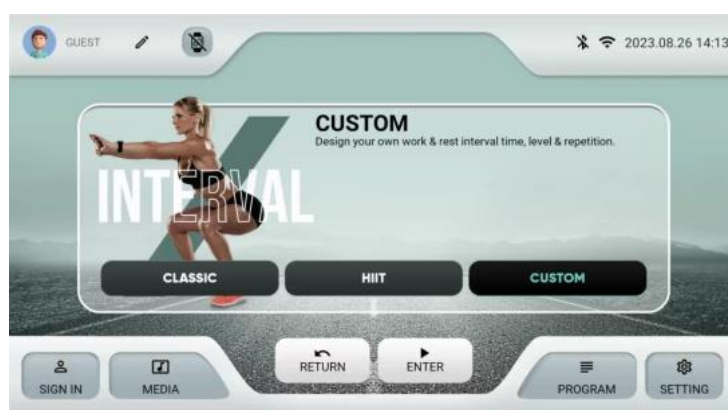 GUEST
2023.08.26 14:13
CUSTOM
Design your own work & rest interval time, level & repetition.
INTERVAL
CLASSIC
HIIT
CUSTOM
RETURN
ENTER
SIGN IN
MEDIA
PROGRAM
SETTING